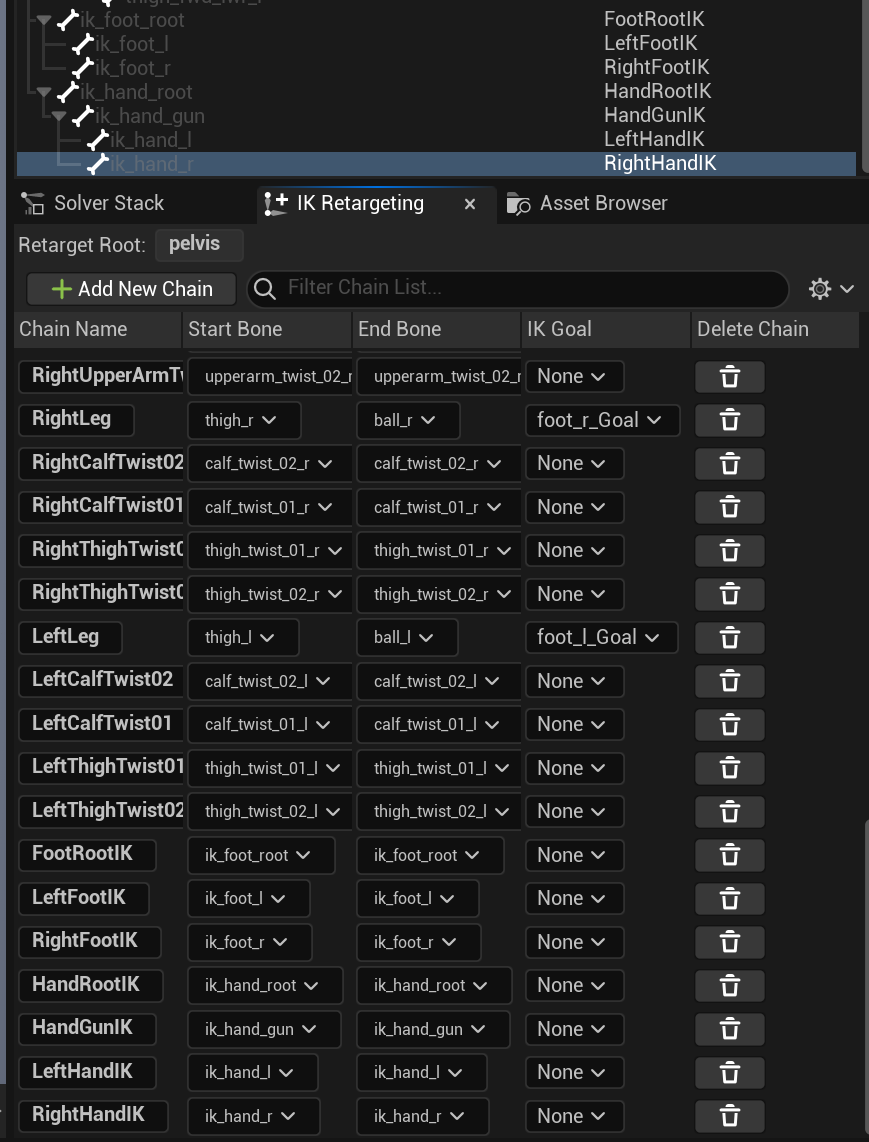 ik_foot_root FootRootIK
ik_foot_l LeftFootIK
ik_foot_r RightFootIK
ik_hand_root HandRootIK
ik_hand_gun HandGunIK
ik_hand_l LeftHandIK
ik_hand_r RightHandIK
Solver Stack IK Retargeting × Asset Browser
Retarget Root: pelvis
+ Add New Chain Filter Chain List...
Chain Name Start Bone End Bone IK Goal Delete Chain
RightUpperArmTw upperarm_twist_02_r upperarm_twist_02_r None
RightLeg thigh_r ball_r foot_r_Goal
RightCalfTwist02 calf_twist_02_r calf_twist_02_r None
RightCalfTwist01 calf_twist_01_r calf_twist_01_r None
RightThighTwist0 thigh_twist_01_r thigh_twist_01_r None
RightThighTwist0 thigh_twist_02_r thigh_twist_02_r None
LeftLeg thigh_l ball_l foot_l_Goal
LeftCalfTwist02 calf_twist_02_l calf_twist_02_l None
LeftCalfTwist01 calf_twist_01_l calf_twist_01_l None
LeftThighTwist01 thigh_twist_01_l thigh_twist_01_l None
LeftThighTwist02 thigh_twist_02_l thigh_twist_02_l None
FootRootIK ik_foot_root ik_foot_root None
LeftFootIK ik_foot_l ik_foot_l None
RightFootIK ik_foot_r ik_foot_r None
HandRootIK ik_hand_root ik_hand_root None
HandGunIK ik_hand_gun ik_hand_gun None
LeftHandIK ik_hand_l ik_hand_l None
RightHandIK ik_hand_r ik_hand_r None